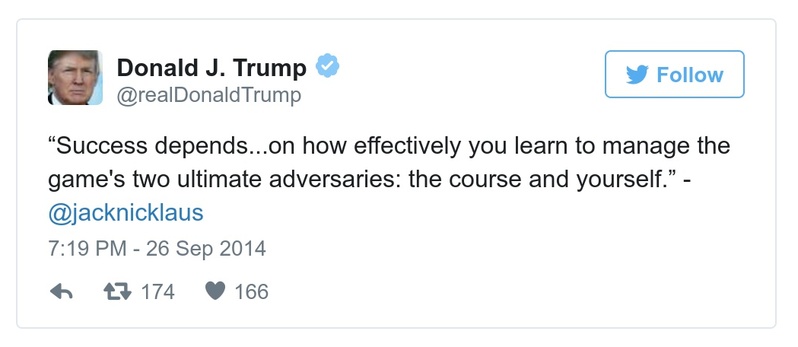 Donald J. Trump
@realDonaldTrump
Follow
“Success depends...on how effectively you learn to manage the
game's two ultimate adversaries: the course and yourself.” -
@jacknicklaus
7:19 PM - 26 Sep 2014
174 166